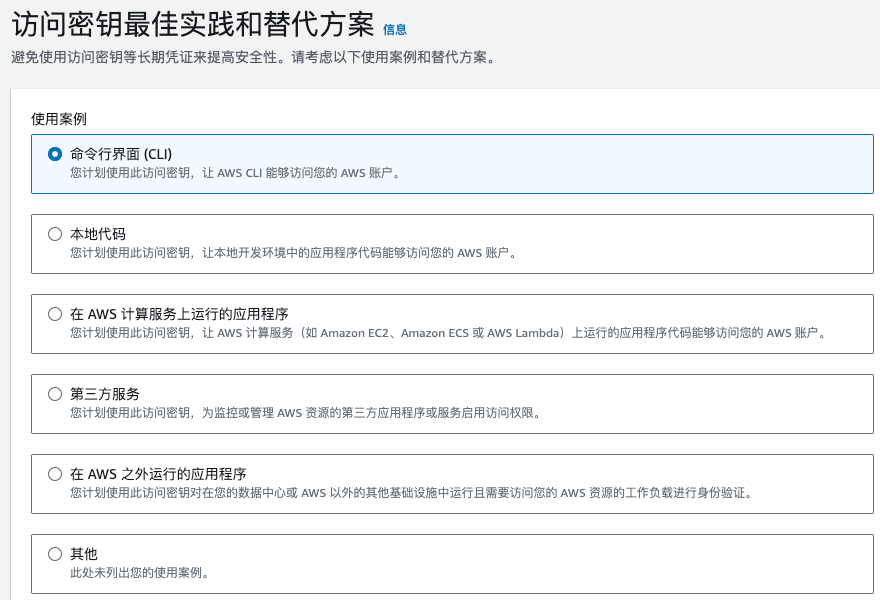 访问密钥最佳实践和替代方案 信息
避免使用访问密钥等长期凭证来提高安全性。请考虑以下使用案例和替代方案。
使用案例
命令行界面 (CLI)
您计划使用此访问密钥，让 AWS CLI 能够访问您的 AWS 账户。
本地代码
您计划使用此访问密钥，让本地开发环境中的应用程序代码能够访问您的 AWS 账户。
在 AWS 计算服务上运行的应用程序
您计划使用此访问密钥，让 AWS 计算服务（如 Amazon EC2、Amazon ECS 或 AWS Lambda）上运行的应用程序代码能够访问您的 AWS 账户。
第三方服务
您计划使用此访问密钥，为监控或管理 AWS 资源的第三方应用程序或服务启用访问权限。
在 AWS 之外运行的应用程序
您计划使用此访问密钥对在您的数据中心或 AWS 以外的其他基础设施中运行且需要访问您的 AWS 资源的工作负载进行身份验证。
其他
此处未列出您的使用案例。